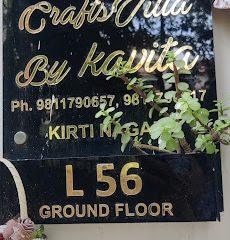 Crafts Villa
By Kavita
Ph. 9811790657, 98
KIRTI NAGA
L 56
GROUND FLOOR